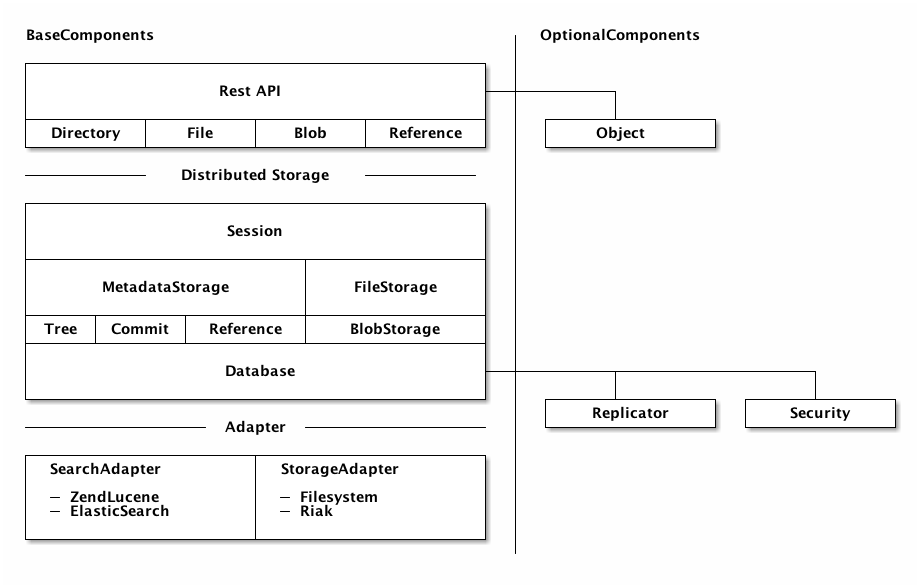 BaseComponents
OptionalComponents
Rest API
Directory
File
Blob
Reference
Object
Distributed Storage
Session
MetadataStorage
FileStorage
Tree
Commit
Reference
BlobStorage
Database
Replicator
Security
Adapter
SearchAdapter
– ZendLucene
– ElasticSearch
StorageAdapter
– Filesystem
– Riak